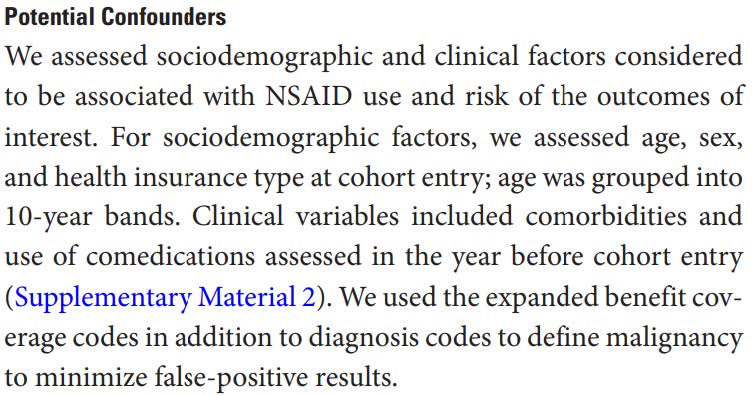 Potential Confounders
We assessed sociodemographic and clinical factors considered
to be associated with NSAID use and risk of the outcomes of
interest. For sociodemographic factors, we assessed age, sex,
and health insurance type at cohort entry; age was grouped into
10-year bands. Clinical variables included comorbidities and
use of comedications assessed in the year before cohort entry
(Supplementary Material 2). We used the expanded benefit cov-
erage codes in addition to diagnosis codes to define malignancy
to minimize false-positive results.